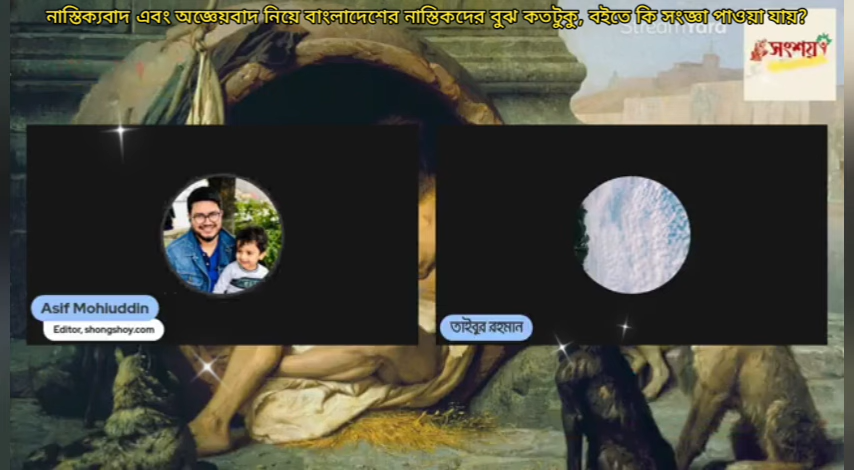 নাস্তিক্যবাদ এবং অজ্ঞেয়বাদ নিয়ে বাংলাদেশের নাস্তিকদের বুঝ কতটুকু, বইতে কি সংজ্ঞা পাওয়া যায়?
StreamYard
সংশয়
Asif Mohiuddin
Editor, shongshoy.com
তাইবুর রহমান